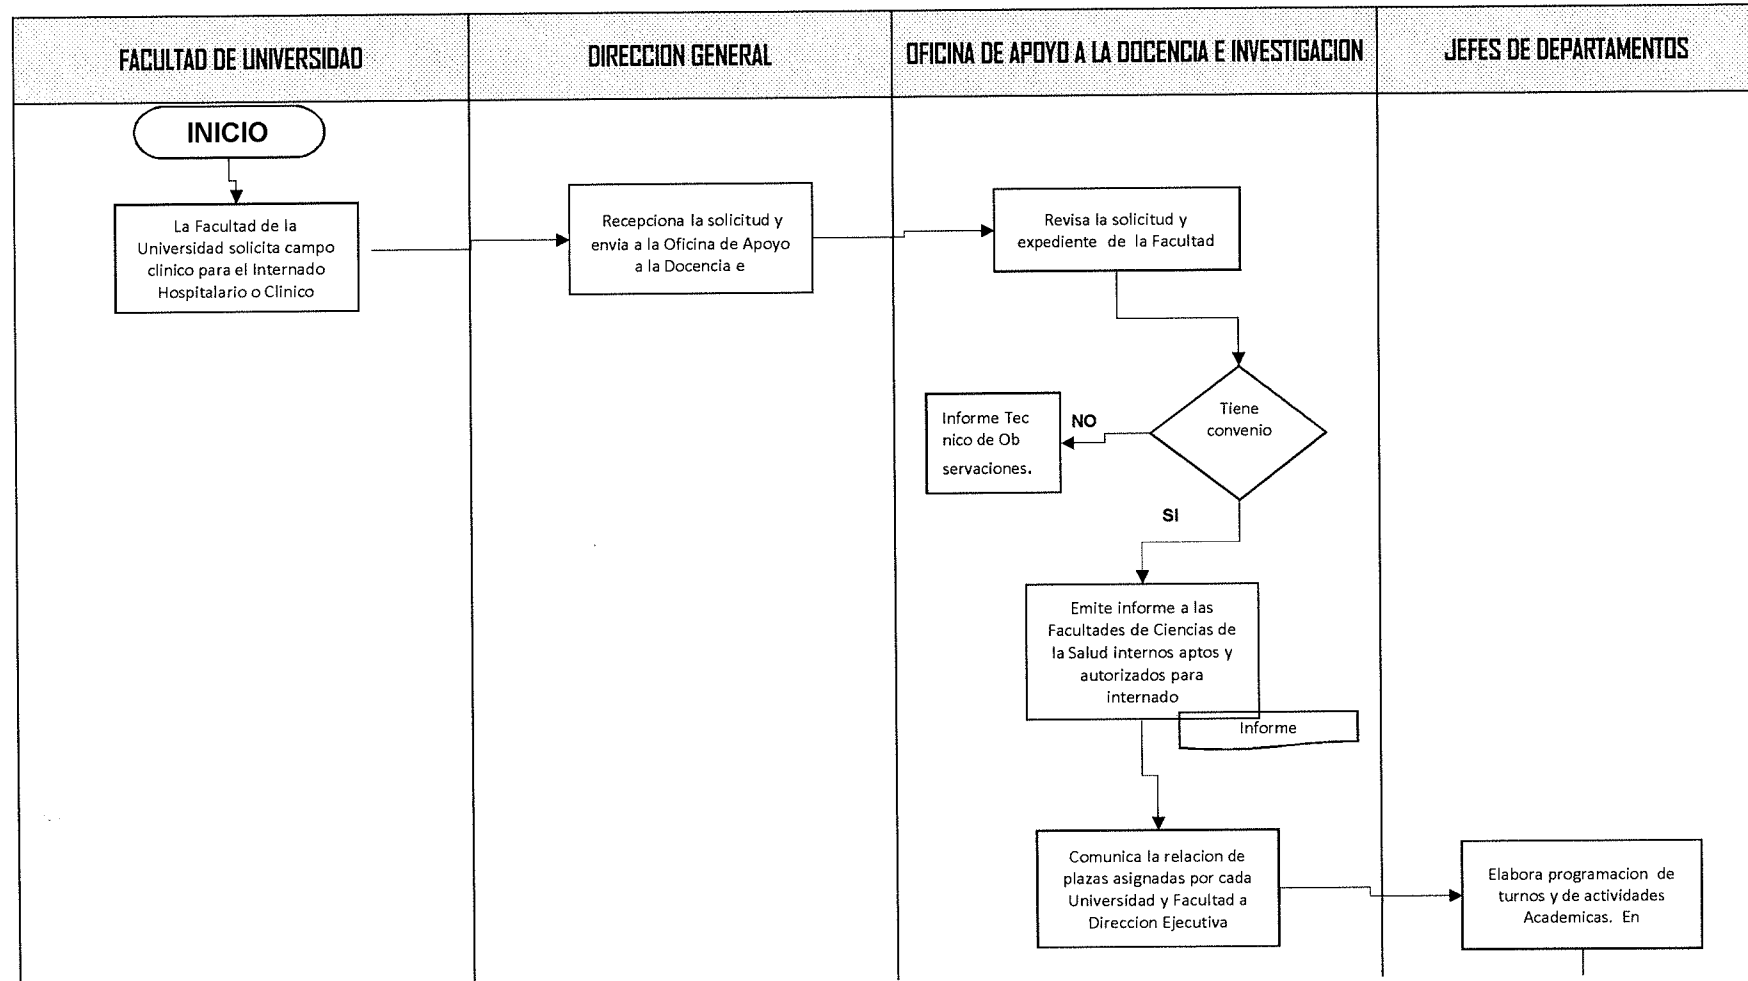 FACULTAD DE UNIVERSIDAD
DIRECCION GENERAL
OFICINA DE APOYO A LA DOCENCIA E INVESTIGACION
JEFES DE DEPARTAMENTOS
INICIO
La Facultad de la
Universidad solicita campo
clinico para el Internado
Hospitalario o Clinico
Recepciona la solicitud y
envia a la Oficina de Apoyo
a la Docencia e
Revisa la solicitud y
expediente de la Facultad
Tiene
convenio
NO
Informe Tec
nico de Ob
servaciones.
SI
Emite informe a las
Facultades de Ciencias de
la Salud internos aptos y
autorizados para
internado
Informe
Comunica la relacion de
plazas asignadas por cada
Universidad y Facultad a
Direccion Ejecutiva
Elabora programacion de
turnos y de actividades
Academicas. En